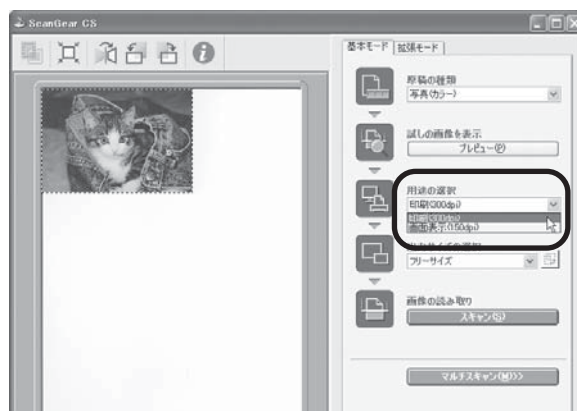 ScanGear CS
基本モード 拡張モード
原稿の種類
写真(カラー)
試しの画像を表示
プレビュー(P)
用途の選択
印刷(300dpi)
印刷(300dpi)
画面表示(150dpi)
フリーサイズ
画像の読み取り
スキャン(S)
マルチスキャン(M)>>